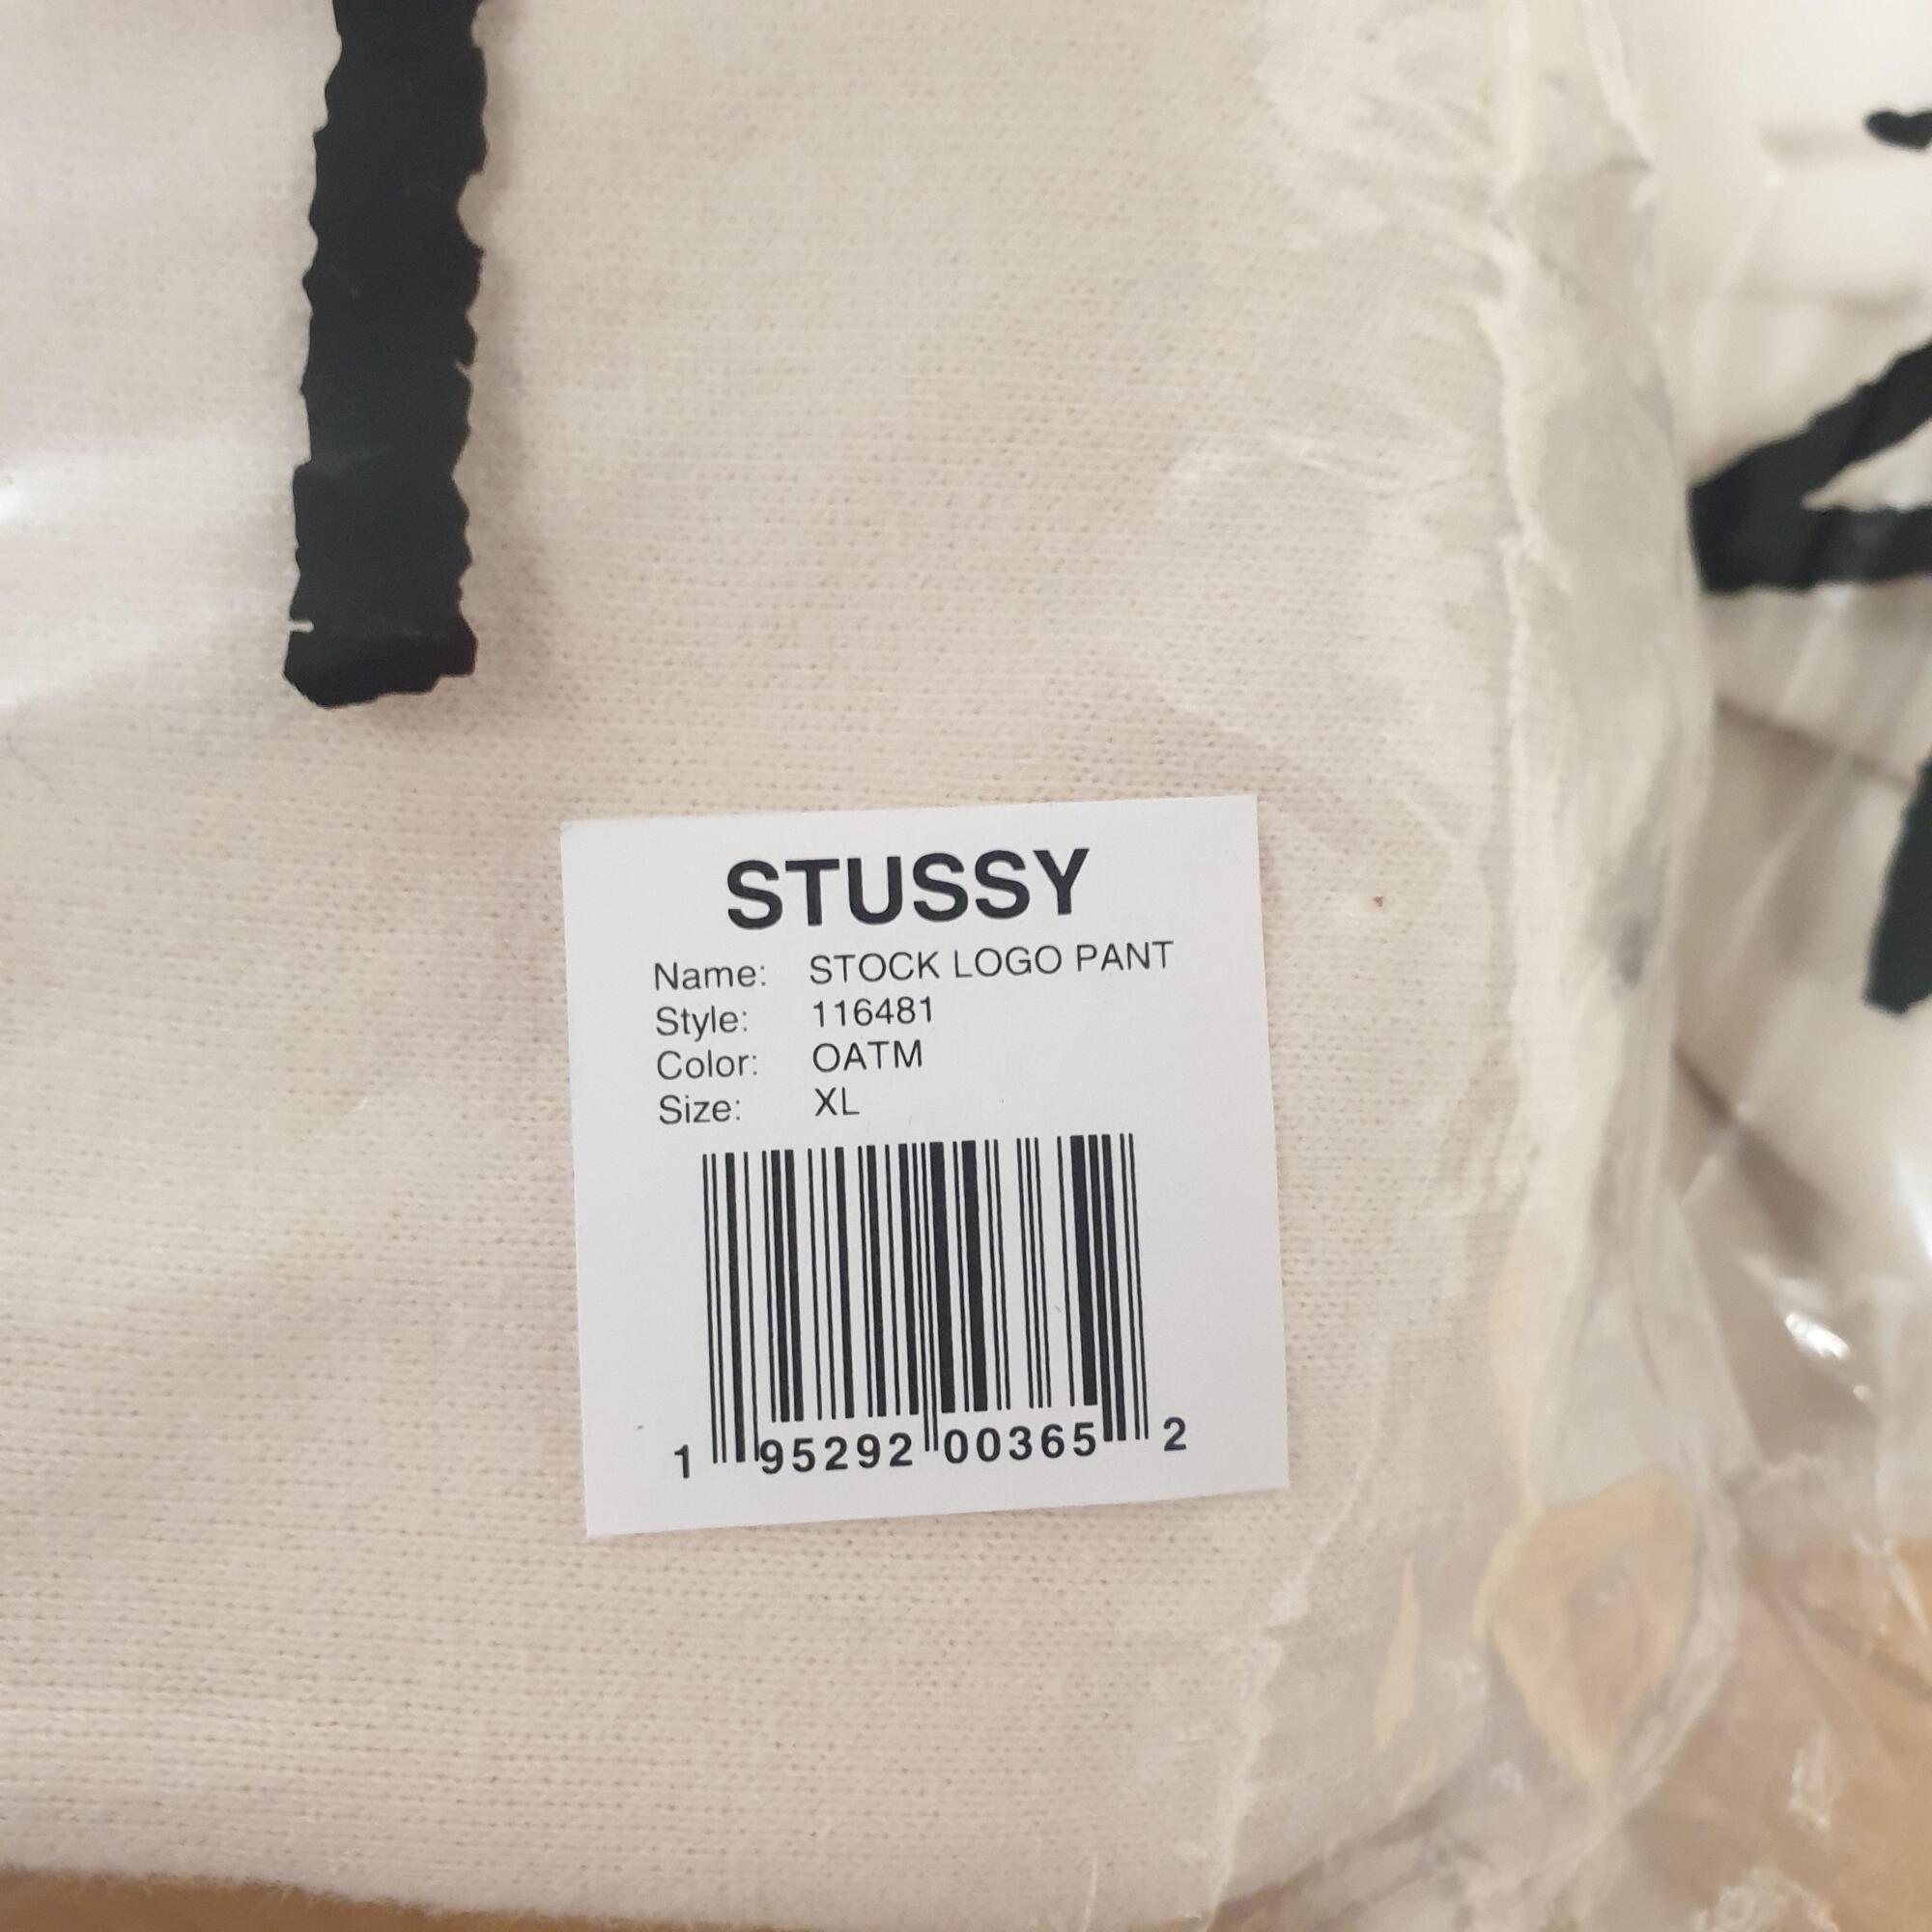 STUSSY
Name: STOCK LOGO PANT
Style: 116481
Color: OATM
Size: XL
1 95292 00365 2